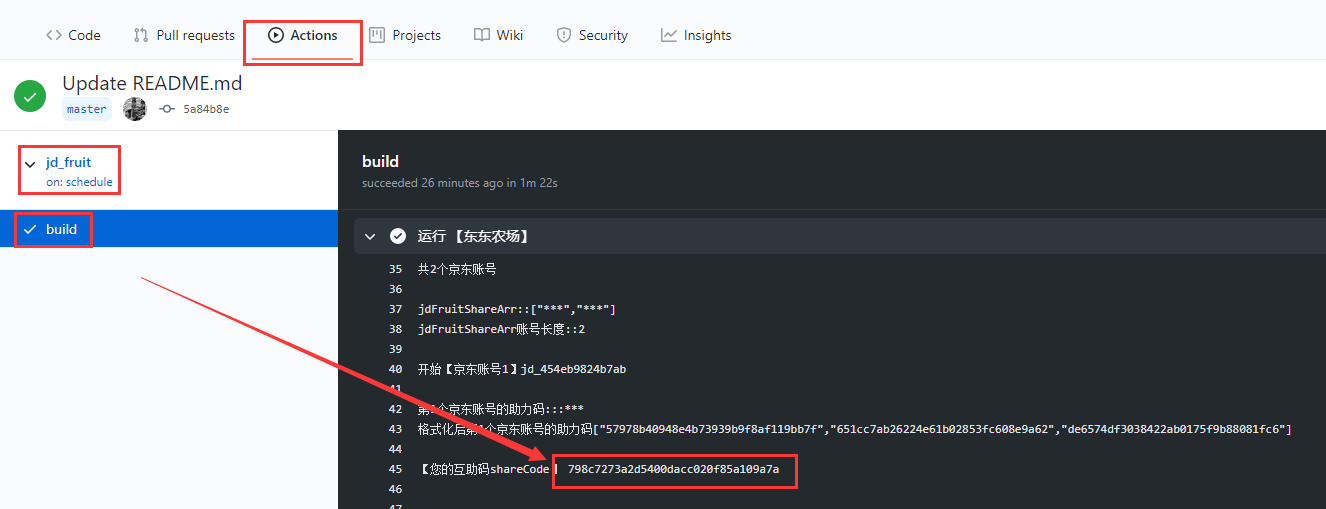 Code Pull requests Actions Projects Wiki Security Insights
Update README.md
master 5a84b8e
jd_fruit
on: schedule
build
build
succeeded 26 minutes ago in 1m 22s
运行 【东东农场】
35 共2个京东账号
36
37 jdFruitShareArr::["***","***"]
38 jdFruitShareArr账号长度::2
39
40 开始【京东账号1】jd_454eb9824b7ab
41
42 第1个京东账号的助力码:::***
43 格式化后第1个京东账号的助力码["57978b40948e4b73939b9f8af119bb7f","651cc7ab26224e61b02853fc608e9a62","de6574df3038422ab0175f9b88081fc6"]
44
45 【您的互助码shareCode】 798c7273a2d5400dacc020f85a109a7a
46
47